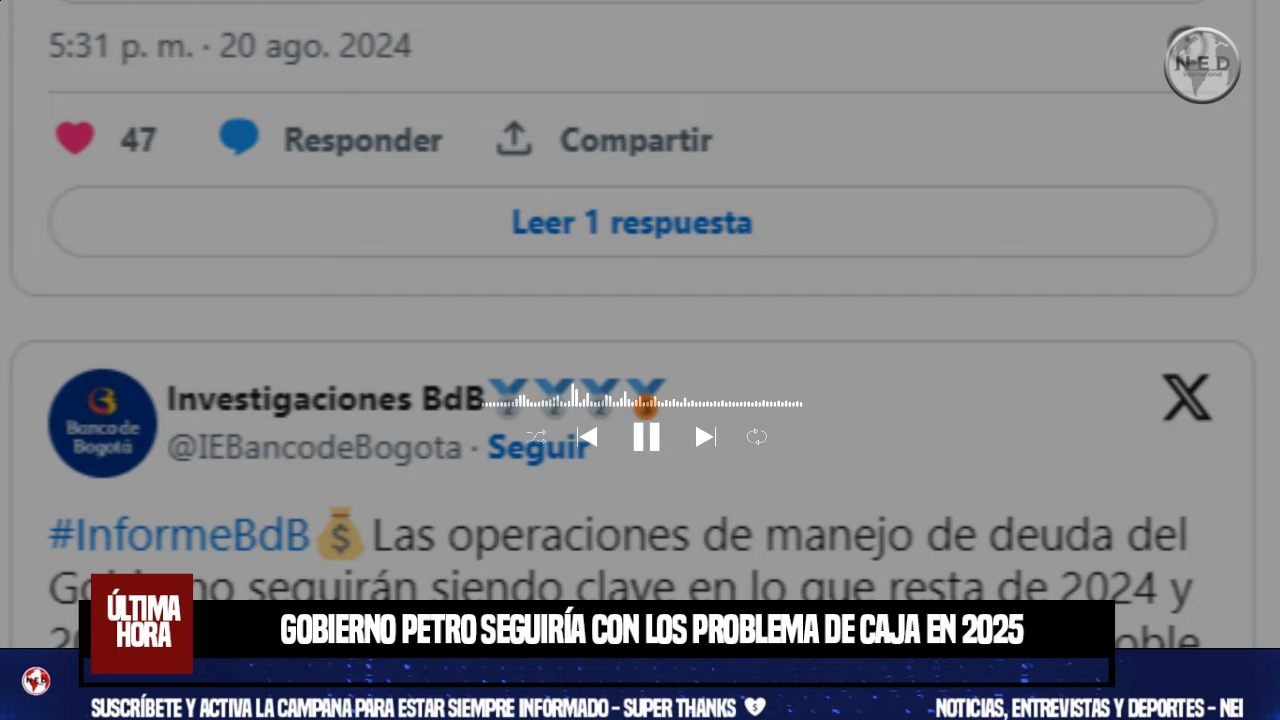 5:31 p. m. · 20 ago. 2024
N-E-D
internacional
47 Responder Compartir
Leer 1 respuesta
Investigaciones BdB
Banco de
Bogotá
@IEBancodeBogota · Seguir
#InformeBdB Las operaciones de manejo de deuda del
seguirán siendo clave en lo que resta de 2024 y
ÚLTIMA
HORA
GOBIERNO PETRO SEGUIRÍA CON LOS PROBLEMA DE CAJA EN 2025
SUSCRÍBETE Y ACTIVA LA CAMPANA PARA ESTAR SIEMPRE INFORMADO - SUPER THANKS
NOTICIAS, ENTREVISTAS Y DEPORTES - NE